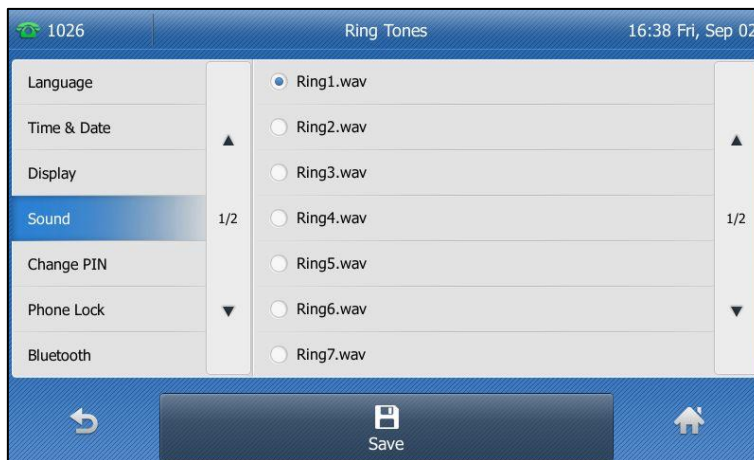 1026 Ring Tones 16:38 Fri, Sep 02
Language
Time & Date
Display
Sound
Change PIN
Phone Lock
Bluetooth
1/2
Ring1.wav
Ring2.wav
Ring3.wav
Ring4.wav
Ring5.wav
Ring6.wav
Ring7.wav
1/2
Save